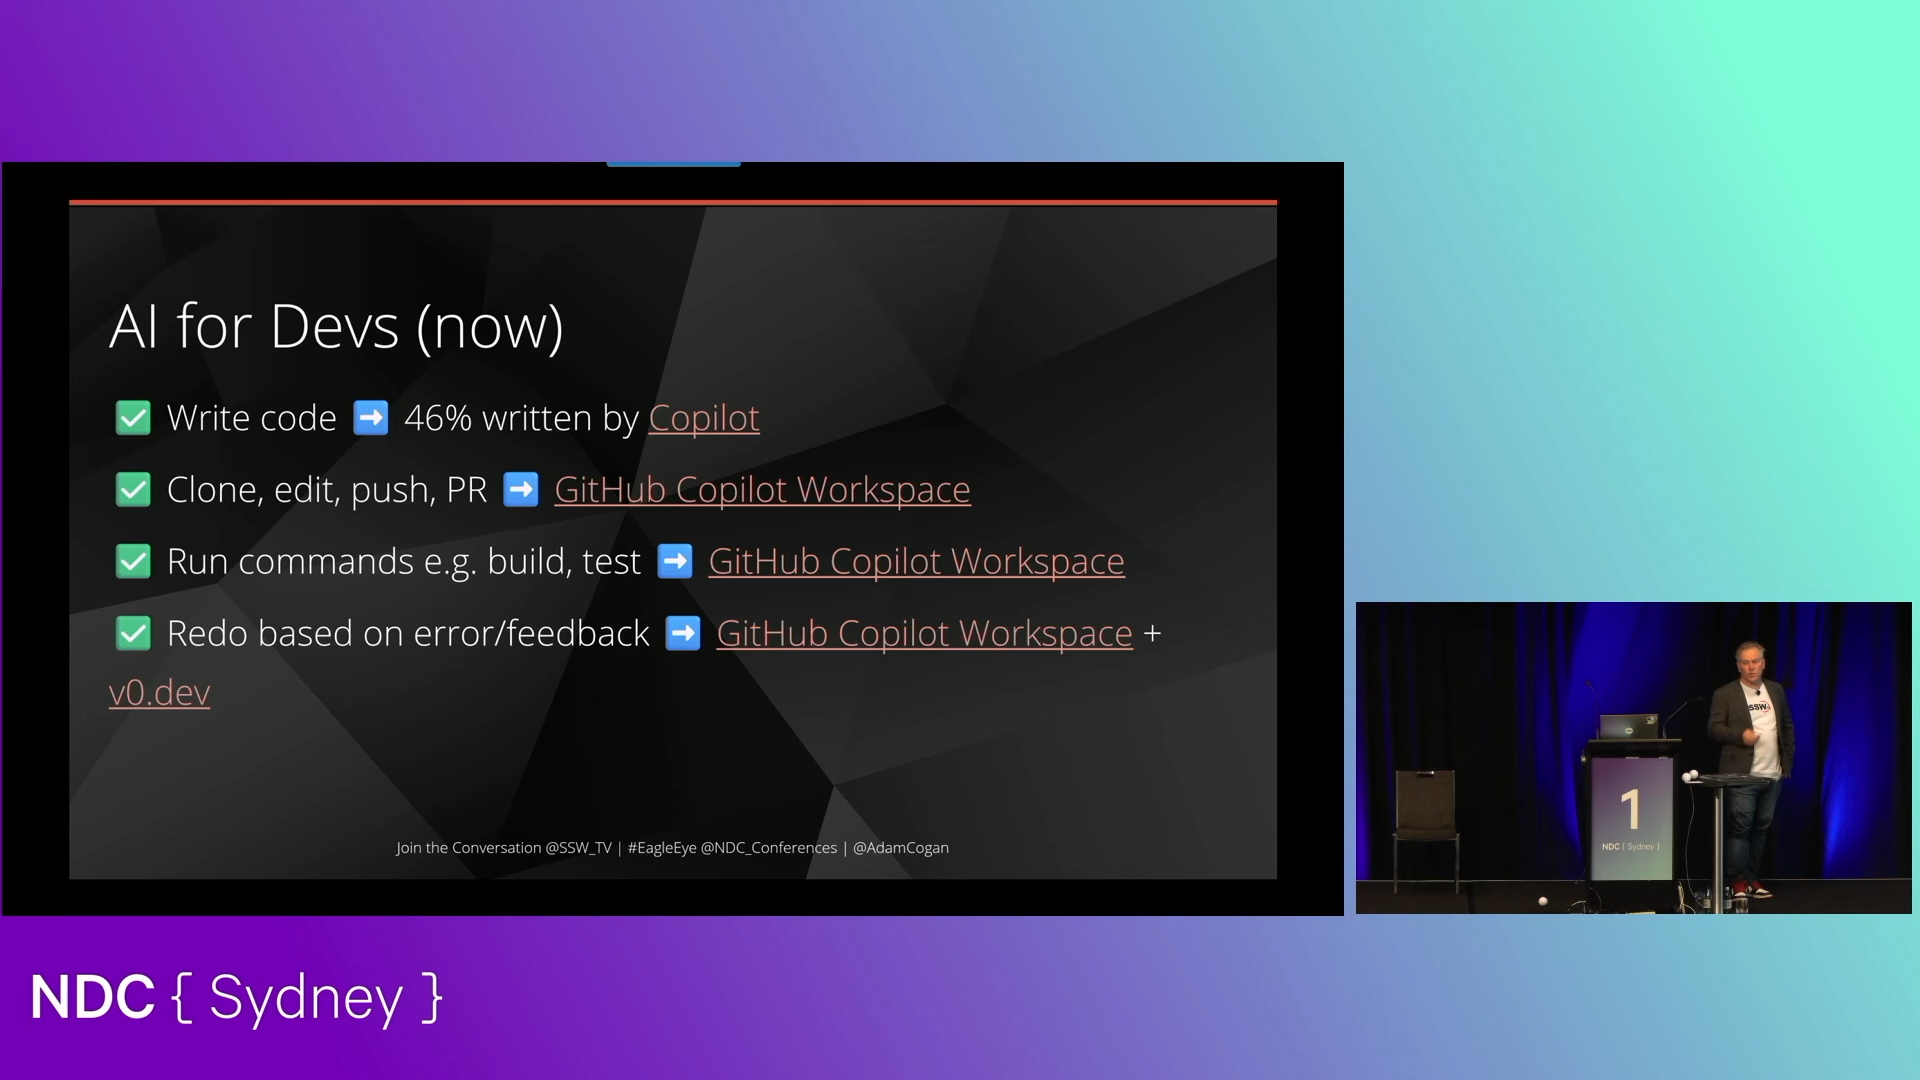 AI for Devs (now)
✅ Write code ➡️ 46% written by Copilot
✅ Clone, edit, push, PR ➡️ GitHub Copilot Workspace
✅ Run commands e.g. build, test ➡️ GitHub Copilot Workspace
✅ Redo based on error/feedback ➡️ GitHub Copilot Workspace +
v0.dev
Join the Conversation @SSW_TV | #EagleEye @NDC_Conferences | @AdamCogan
SSW
1
NDC { Sydney }
NDC { Sydney }